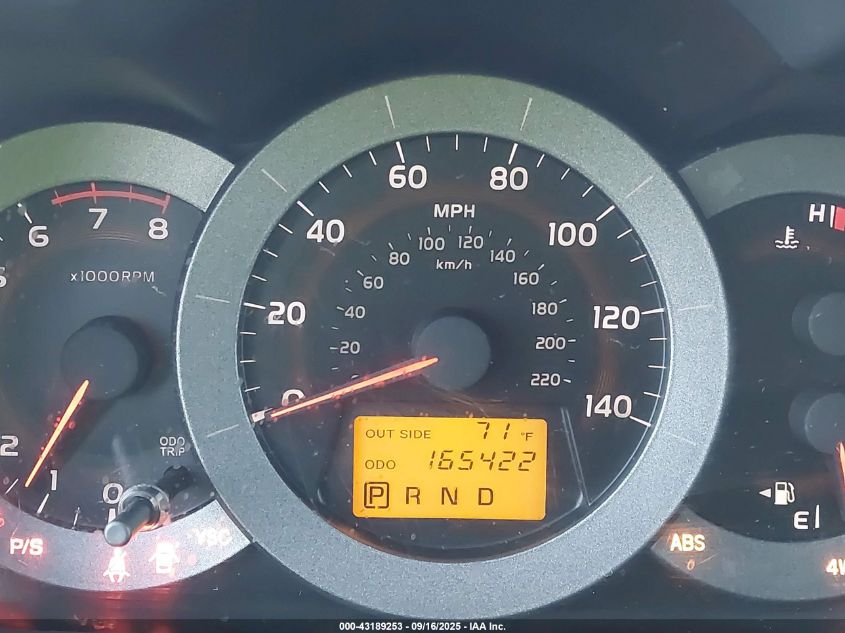 6 7 8
x1000RPM
2 1 0
ODO
TRIP
P/S
VSC
0 20 40 60 80 100 120 140
MPH
20 40 60 80 100 120 140 160 180 200 220
km/h
OUT SIDE 71 °F
ODO 165422
P R N D
H
E
ABS
000-43189253 - 09/16/2025 - IAA Inc.